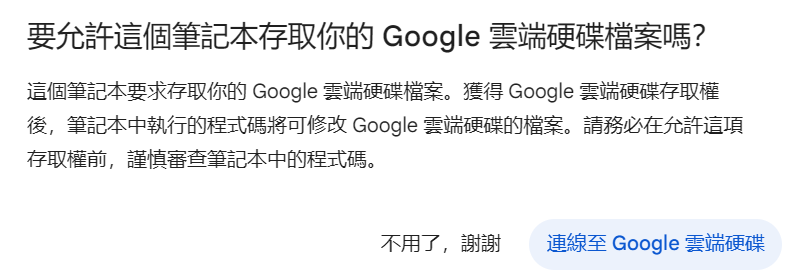 要允許這個筆記本存取你的 Google 雲端硬碟檔案嗎?
這個筆記本要求存取你的 Google 雲端硬碟檔案。獲得 Google 雲端硬碟存取權
後，筆記本中執行的程式碼將可修改 Google 雲端硬碟的檔案。請務必在允許這項
存取權前，謹慎審查筆記本中的程式碼。
不用了，謝謝
連線至 Google 雲端硬碟